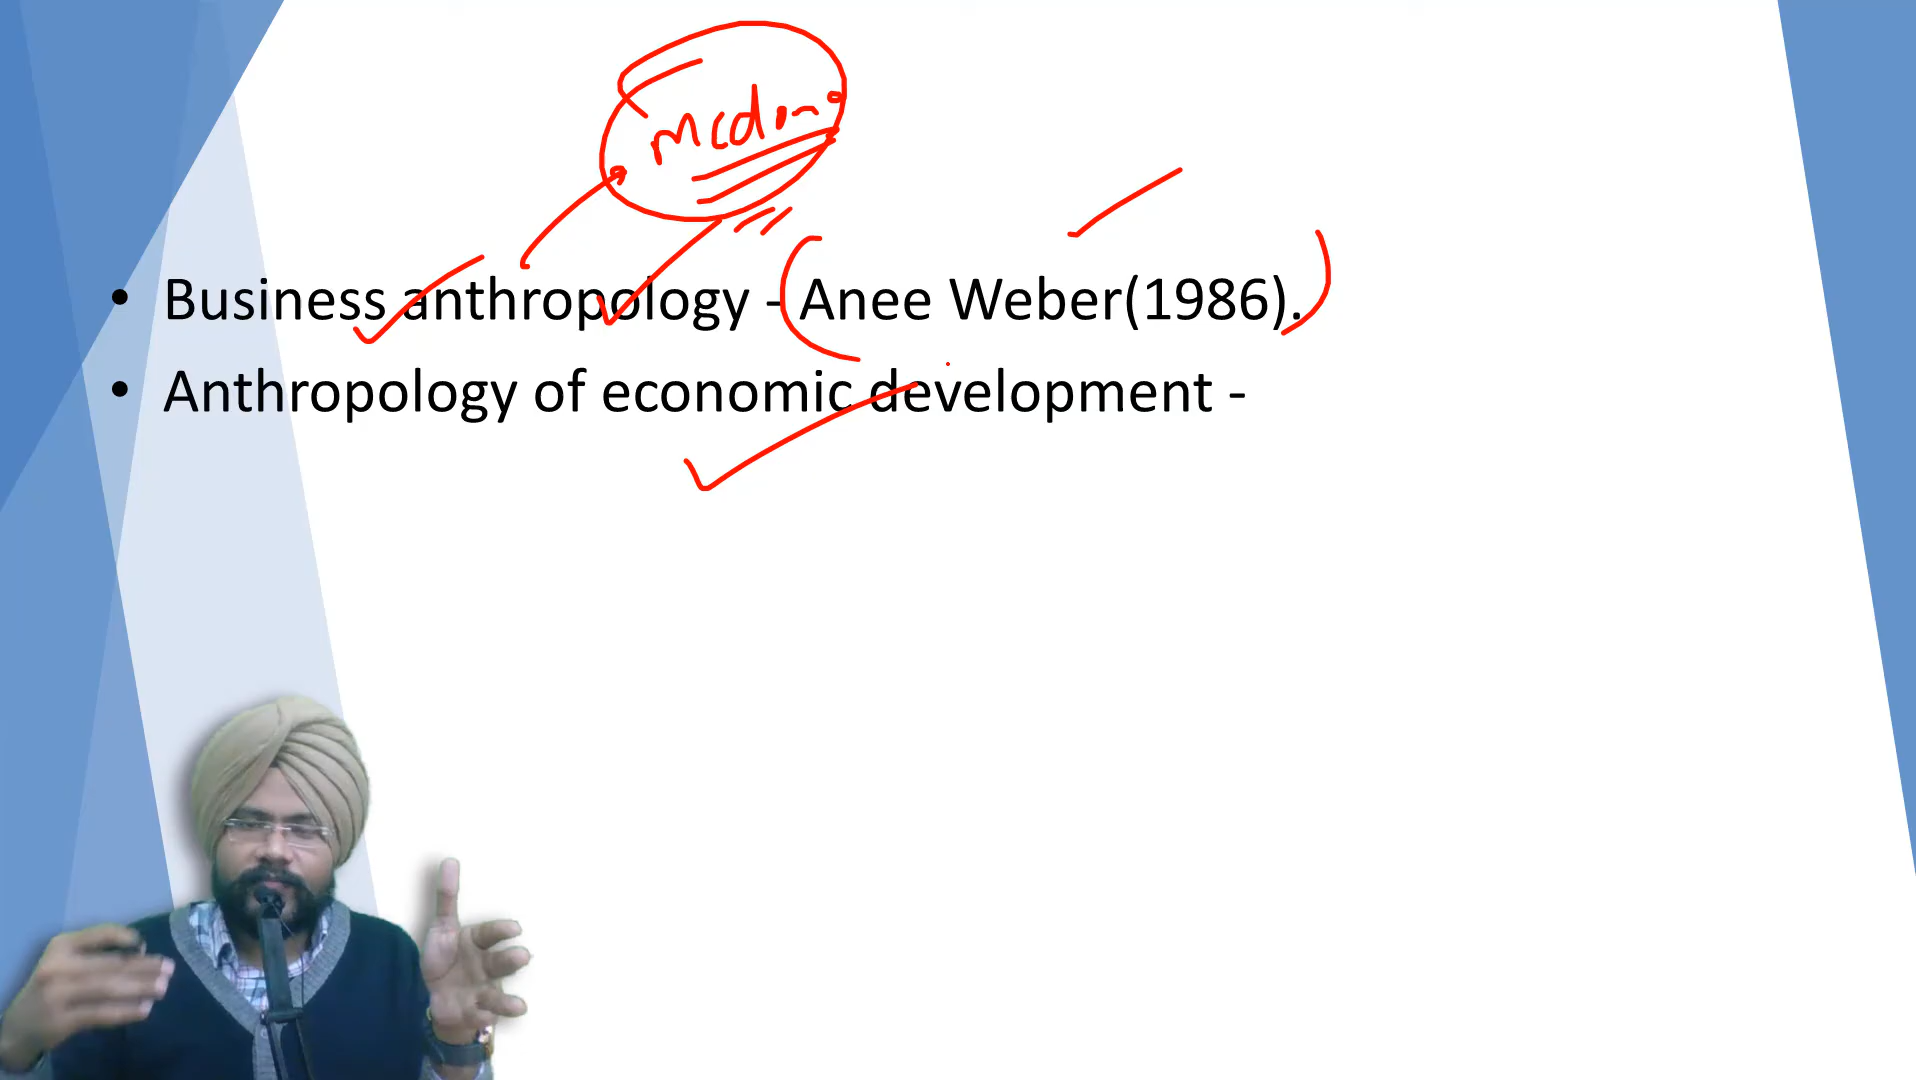 • Business anthropology - Anee Weber(1986).
• Anthropology of economic development -